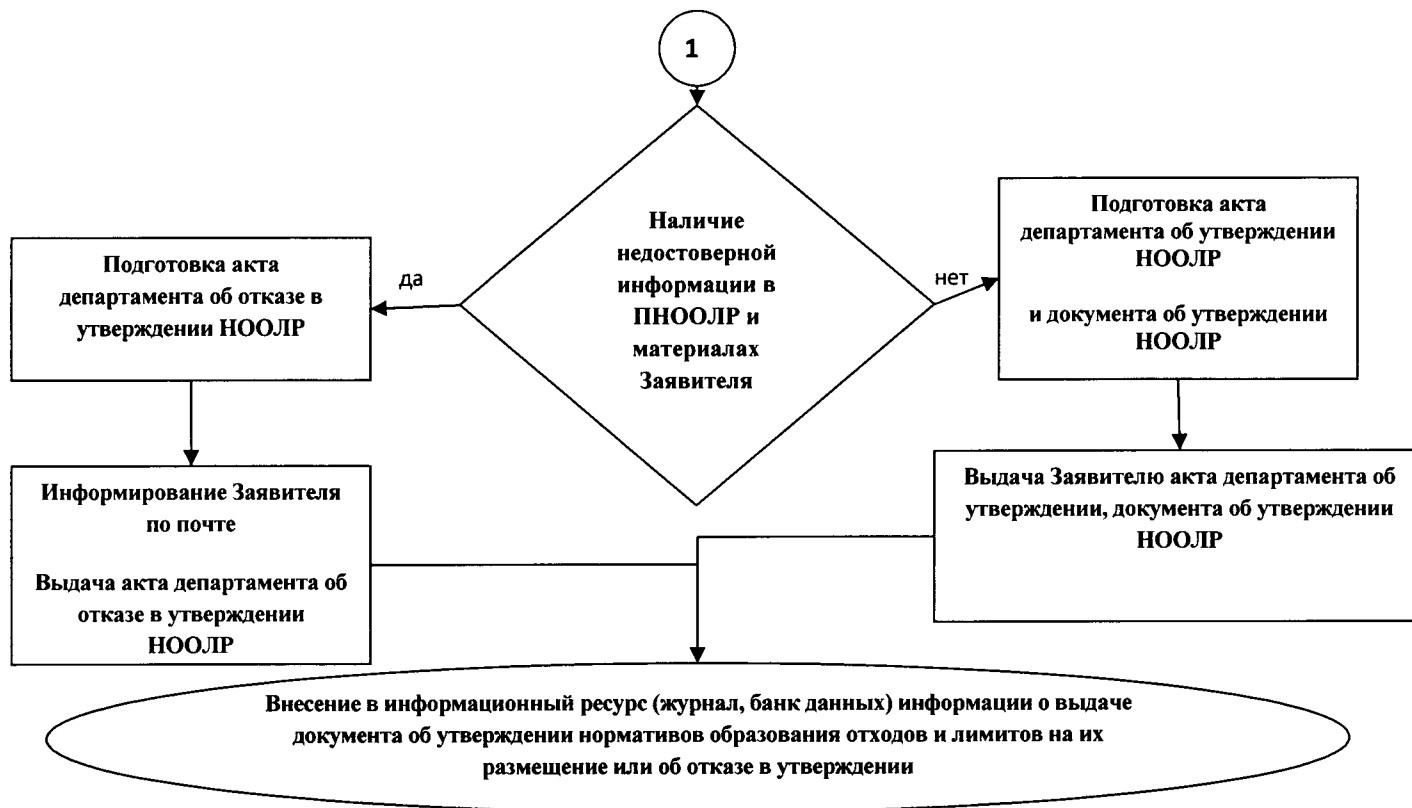 1
Наличие
недостоверной
информации в
ПНООЛР и
материалах
Заявителя
да
нет
Подготовка акта
департамента об отказе в
утверждении НООЛР
Подготовка акта
департамента об утверждении
НООЛР
и документа об утверждении
НООЛР
Информирование Заявителя
по почте
Выдача акта департамента об
отказе в утверждении
НООЛР
Выдача Заявителю акта департамента об
утверждении, документа об утверждении
НООЛР
Внесение в информационный ресурс (журнал, банк данных) информации о выдаче
документа об утверждении нормативов образования отходов и лимитов на их
размещение или об отказе в утверждении